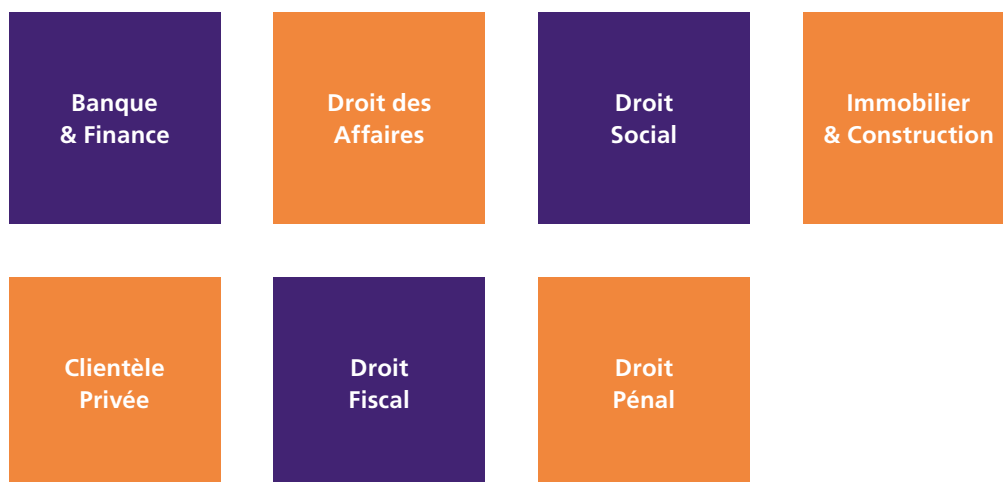 Banque
& Finance
Droit des
Affaires
Droit
Social
Immobilier
& Construction
Clientèle
Privée
Droit
Fiscal
Droit
Pénal